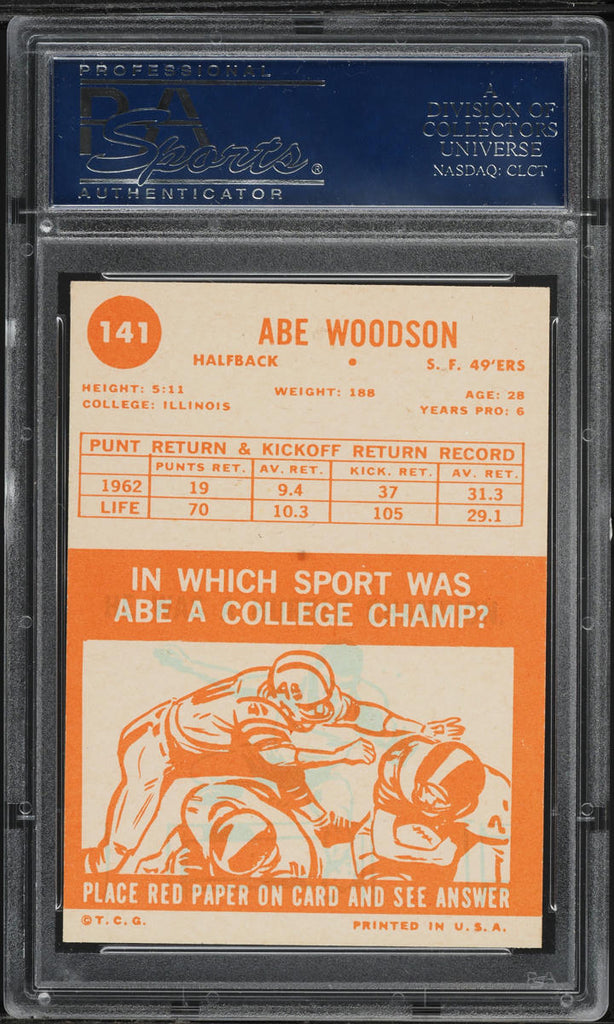 PROFESSIONAL
PSA
Sports®
AUTHENTICATOR
A
DIVISION OF
COLLECTORS
UNIVERSE
NASDAQ: CLCT
141
ABE WOODSON
HALFBACK • S. F. 49'ERS
HEIGHT: 5:11 WEIGHT: 188 AGE: 28
COLLEGE: ILLINOIS YEARS PRO: 6
PUNT RETURN & KICKOFF RETURN RECORD
PUNTS RET. AV. RET. KICK. RET. AV. RET.
1962 19 9.4 37 31.3
LIFE 70 10.3 105 29.1
IN WHICH SPORT WAS
ABE A COLLEGE CHAMP?
PLACE RED PAPER ON CARD AND SEE ANSWER
© T. C. G. PRINTED IN U. S. A.
PSA